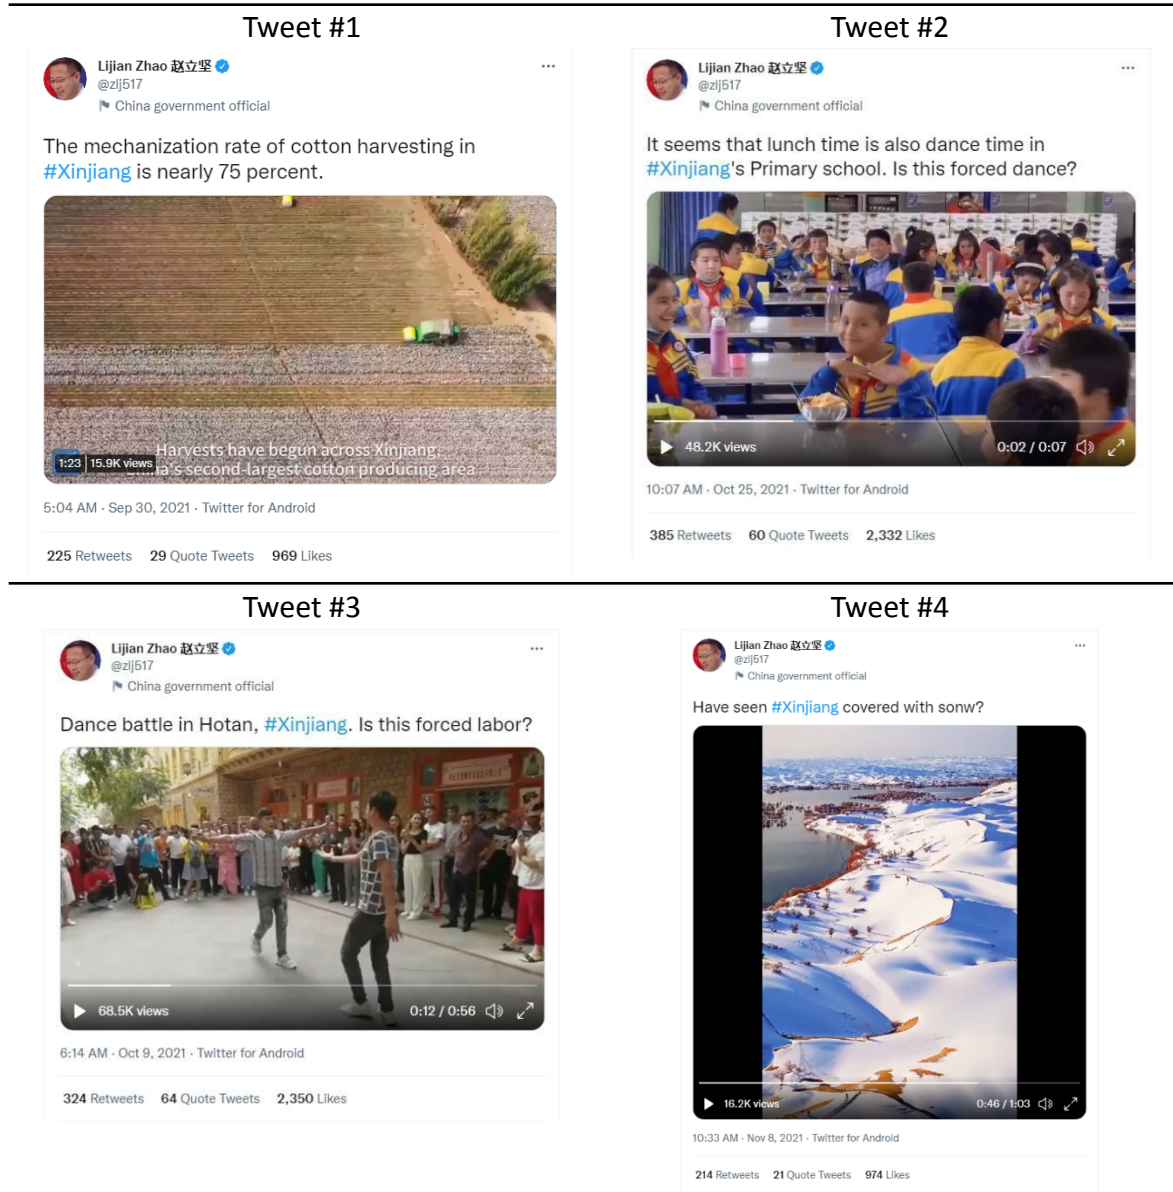 Tweet #1
Lijian Zhao 赵立坚
@zlj517
China government official
The mechanization rate of cotton harvesting in
#Xinjiang is nearly 75 percent.
Harvests have begun across Xinjiang,
1:23 15.9K views
China's second-largest cotton producing area.
5:04 AM · Sep 30, 2021 · Twitter for Android
225 Retweets 29 Quote Tweets 969 Likes
Tweet #2
Lijian Zhao 赵立坚
@zlj517
China government official
It seems that lunch time is also dance time in
#Xinjiang's Primary school. Is this forced dance?
48.2K views 0:02 / 0:07
10:07 AM · Oct 25, 2021 · Twitter for Android
385 Retweets 60 Quote Tweets 2,332 Likes
Tweet #3
Lijian Zhao 赵立坚
@zlj517
China government official
Dance battle in Hotan, #Xinjiang. Is this forced labor?
68.5K views 0:12 / 0:56
6:14 AM · Oct 9, 2021 · Twitter for Android
324 Retweets 64 Quote Tweets 2,350 Likes
Tweet #4
Lijian Zhao 赵立坚
@zlj517
China government official
Have seen #Xinjiang covered with sonw?
16.2K views 0:46 / 1:03
10:33 AM · Nov 8, 2021 · Twitter for Android
214 Retweets 21 Quote Tweets 974 Likes